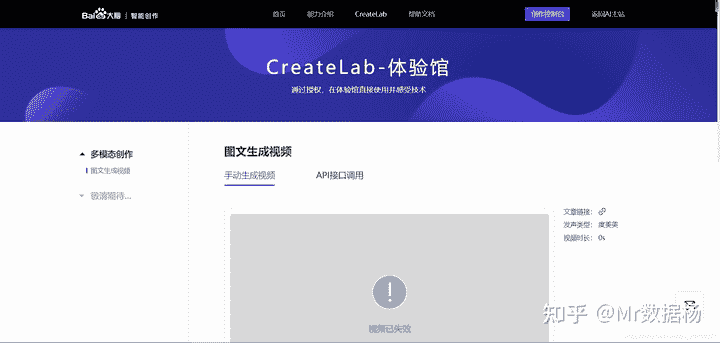 Bai大脑 | 智能创作
首页 能力介绍 CreateLab 帮助文档 创作控制台 返回AI主站
CreateLab-体验馆
通过授权，在体验馆直接使用并感受技术
多模态创作
图文生成视频
敬请期待...
图文生成视频
手动生成视频 API接口调用
文章链接：
发声类型： 度美美
视频时长： 0s
视频已失效
知乎 @Mr数据杨